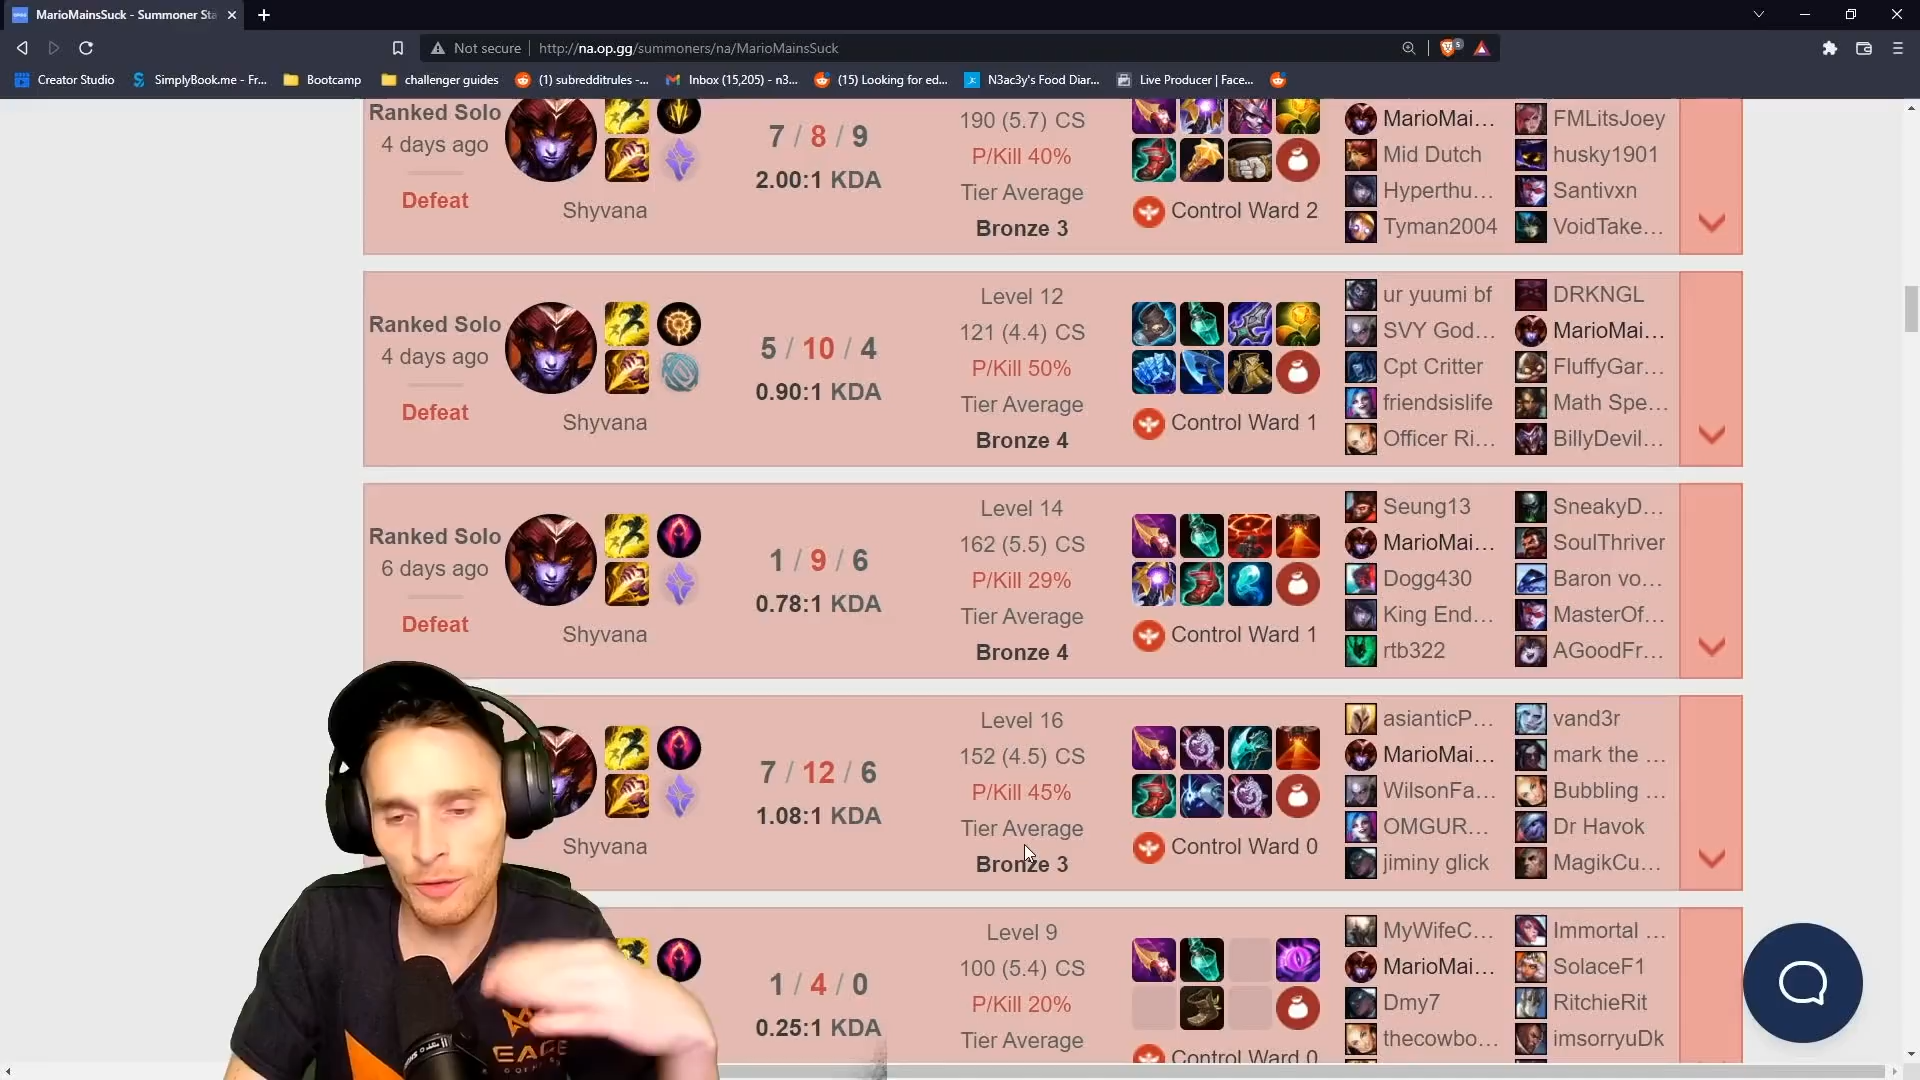 MarioMainsSuck - Summoner Sta
Not secure
http://na.op.gg/summoners/na/MarioMainsSuck
5
Creator Studio
SimplyBook.me - Fr...
Bootcamp
challenger guides
(1) subredditrules -...
Inbox (15,205) - n3...
(15) Looking for ed...
N3ac3y's Food Diar...
Live Producer | Face...
Ranked Solo
4 days ago
Defeat
Shyvana
7 / 8 / 9
2.00:1 KDA
190 (5.7) CS
P/Kill 40%
Tier Average
Bronze 3
Control Ward 2
MarioMai...
Mid Dutch
Hyperthu...
Tyman2004
FMLitsJoey
husky1901
Santivxn
VoidTake...
Ranked Solo
4 days ago
Defeat
Shyvana
5 / 10 / 4
0.90:1 KDA
Level 12
121 (4.4) CS
P/Kill 50%
Tier Average
Bronze 4
Control Ward 1
ur yuumi bf
SVY God...
Cpt Critter
friendsislife
Officer Ri...
DRKNGL
MarioMai...
FluffyGar...
Math Spe...
BillyDevil...
Ranked Solo
6 days ago
Defeat
Shyvana
1 / 9 / 6
0.78:1 KDA
Level 14
162 (5.5) CS
P/Kill 29%
Tier Average
Bronze 4
Control Ward 1
Seung13
MarioMai...
Dogg430
King End...
rtb322
SneakyD...
SoulThriver
Baron vo...
MasterOf...
AGoodFr...
Shyvana
7 / 12 / 6
1.08:1 KDA
Level 16
152 (4.5) CS
P/Kill 45%
Tier Average
Bronze 3
Control Ward 0
asianticP...
MarioMai...
WilsonFa...
OMGUR...
jiminy glick
vand3r
mark the ...
Bubbling ...
Dr Havok
MagikCu...
1 / 4 / 0
0.25:1 KDA
Level 9
100 (5.4) CS
P/Kill 20%
Tier Average
Control Ward 0
MyWifeC...
MarioMai...
Dmy7
thecowbo...
Immortal ...
SolaceF1
RitchieRit
imsorryuDk